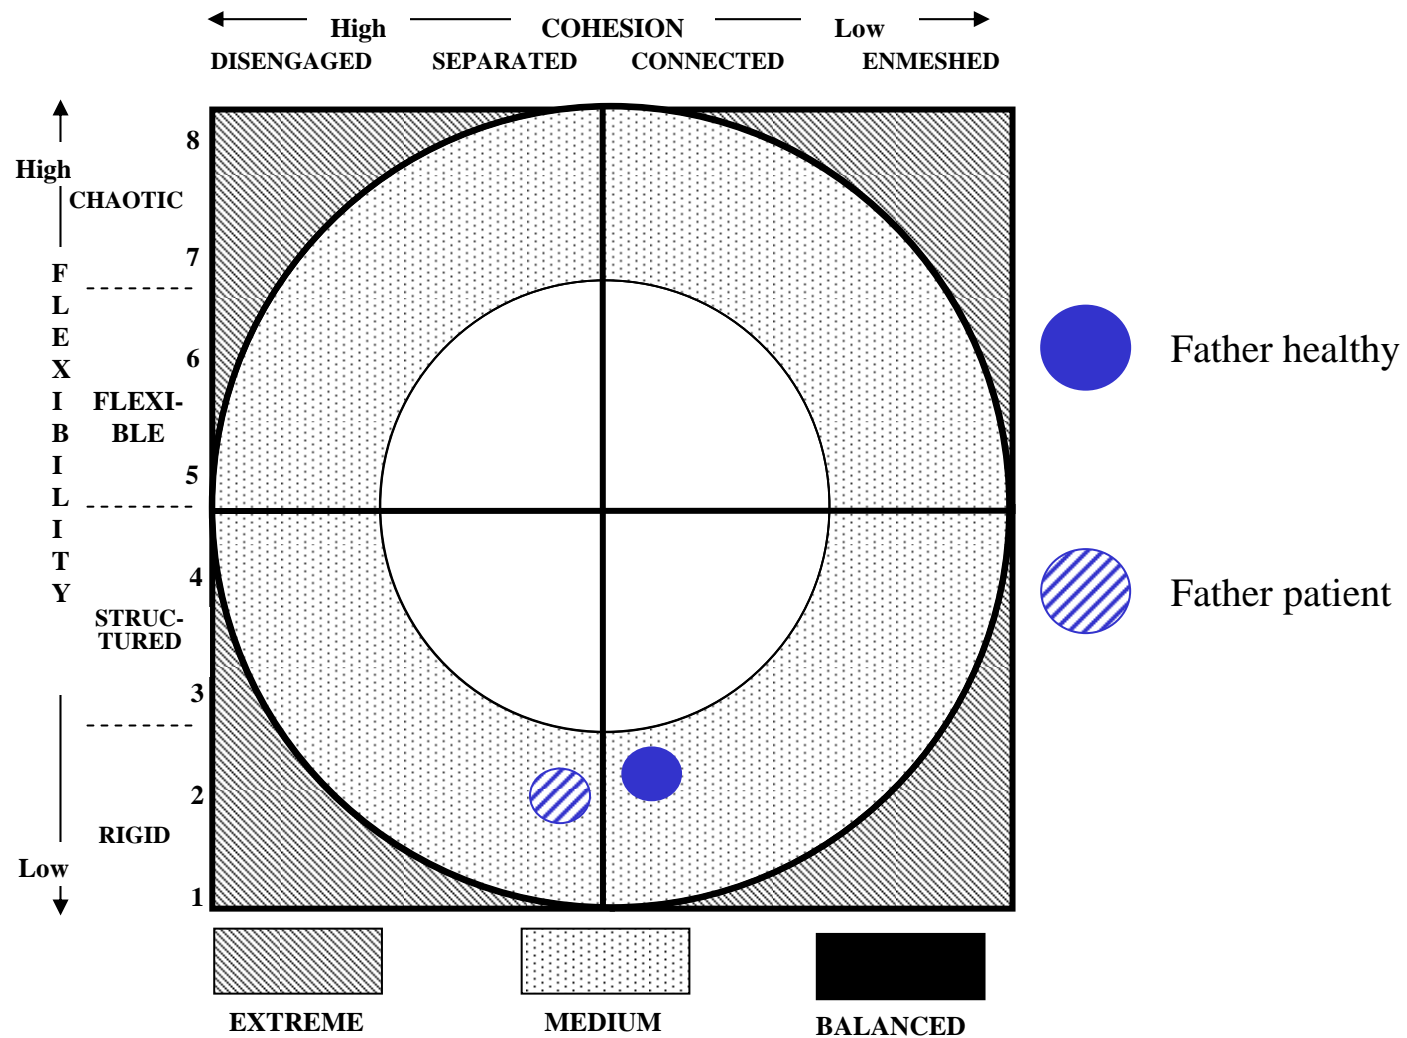 High COHESION Low
DISENGAGED SEPARATED CONNECTED ENMESHED
8
High
CHAOTIC
7
FLEXIBILITY
6
FLEXI-
BLE
5
4
STRUC-
TURED
3
2
RIGID
Low
1
Father healthy
Father patient
EXTREME MEDIUM BALANCED